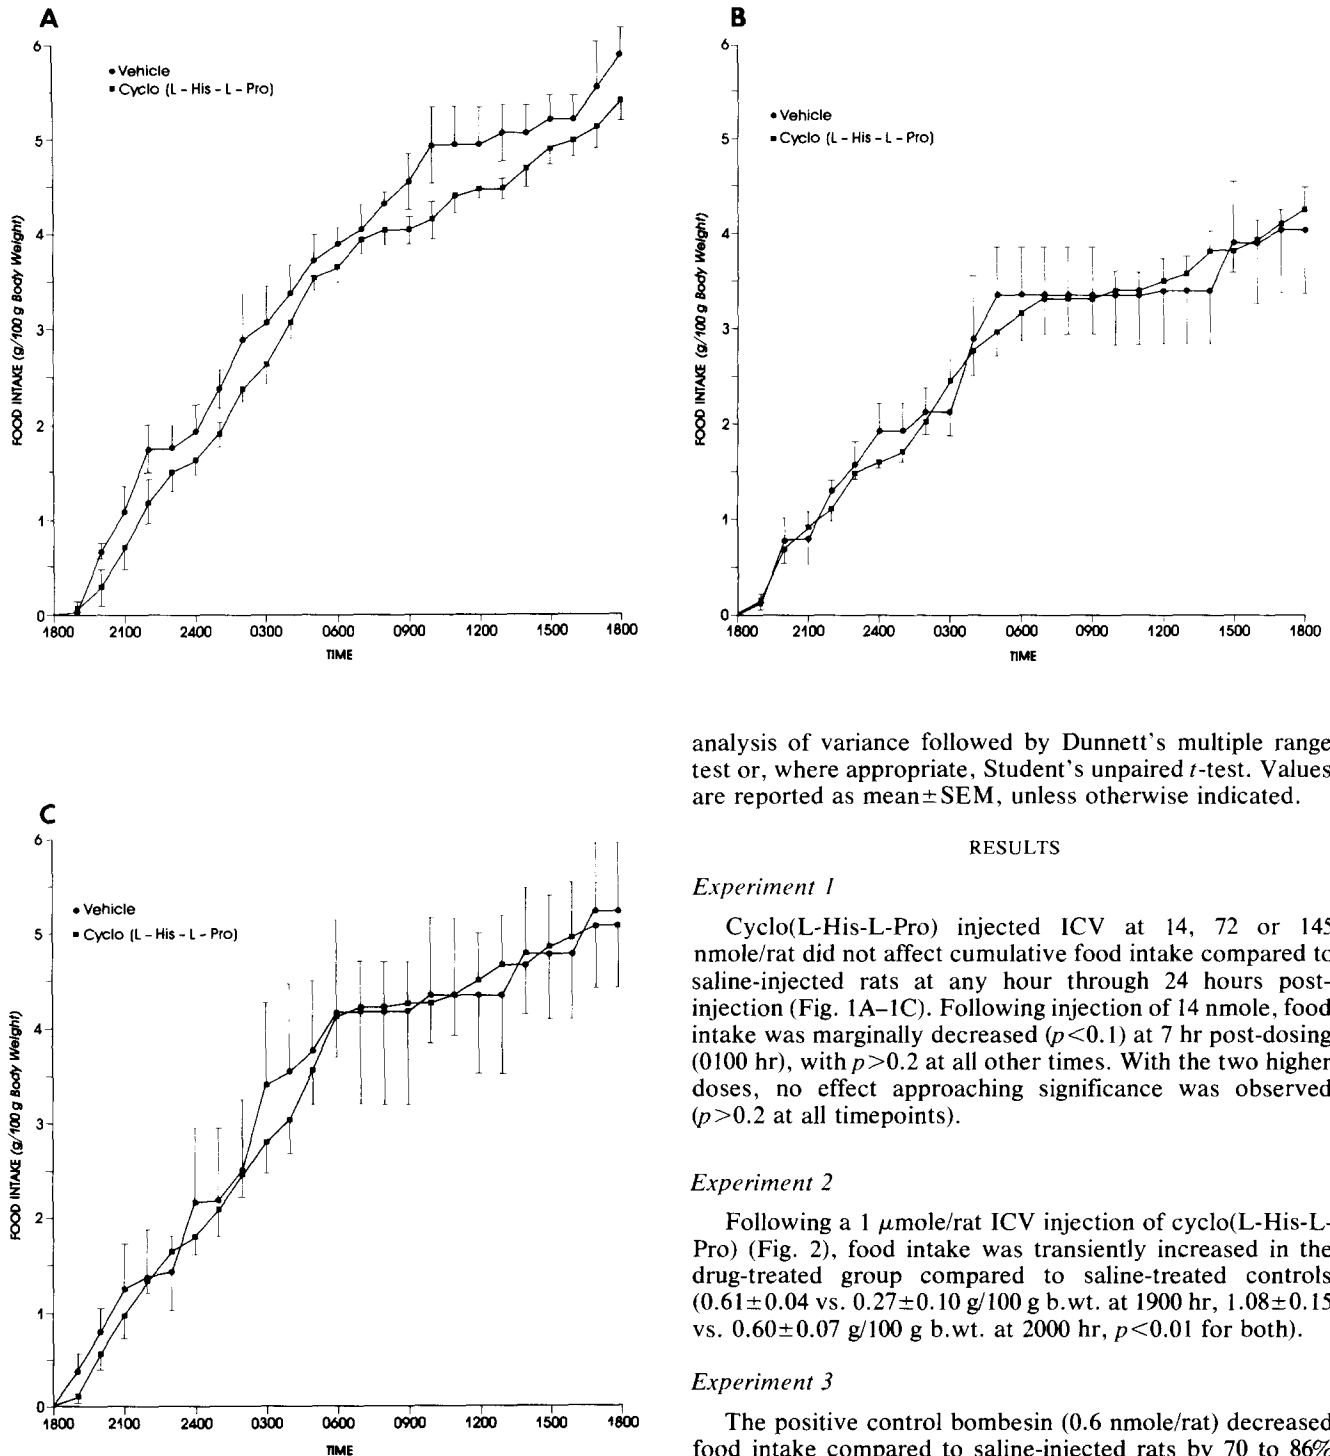 A
6
5
4
3
2
1
0
FOOD INTAKE (g/100 g Body Weight)
• Vehicle
▪ Cyclo (L – His – L – Pro)
1800 2100 2400 0300 0600 0900 1200 1500 1800
TIME
B
6
5
4
3
2
1
0
FOOD INTAKE (g/100 g Body Weight)
• Vehicle
▪ Cyclo (L – His – L – Pro)
1800 2100 2400 0300 0600 0900 1200 1500 1800
TIME
C
6
5
4
3
2
1
0
FOOD INTAKE (g/100 g Body Weight)
• Vehicle
▪ Cyclo (L – His – L – Pro)
1800 2100 2400 0300 0600 0900 1200 1500 1800
TIME
analysis of variance followed by Dunnett's multiple range
test or, where appropriate, Student's unpaired t-test. Values
are reported as mean±SEM, unless otherwise indicated.
RESULTS
Experiment 1
Cyclo(L-His-L-Pro) injected ICV at 14, 72 or 145
nmole/rat did not affect cumulative food intake compared to
saline-injected rats at any hour through 24 hours post-
injection (Fig. 1A–1C). Following injection of 14 nmole, food
intake was marginally decreased (p<0.1) at 7 hr post-dosing
(0100 hr), with p>0.2 at all other times. With the two higher
doses, no effect approaching significance was observed
(p>0.2 at all timepoints).
Experiment 2
Following a 1 μmole/rat ICV injection of cyclo(L-His-L-
Pro) (Fig. 2), food intake was transiently increased in the
drug-treated group compared to saline-treated controls
(0.61±0.04 vs. 0.27±0.10 g/100 g b.wt. at 1900 hr, 1.08±0.15
vs. 0.60±0.07 g/100 g b.wt. at 2000 hr, p<0.01 for both).
Experiment 3
The positive control bombesin (0.6 nmole/rat) decreased
food intake compared to saline-injected rats by 70 to 86%